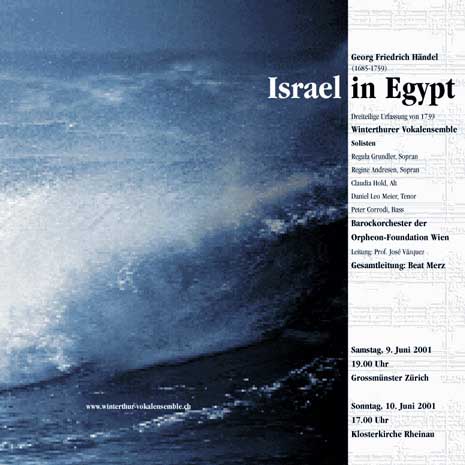 Georg Friedrich Händel
(1685-1759)
Israel in Egypt
Dreiteilige Urfassung von 1739
Winterthurer Vokalensemble
Solisten
Regula Grundler, Sopran
Regine Andresen, Sopran
Claudia Hold, Alt
Daniel Leo Meier, Tenor
Peter Corrodi, Bass
Barockorchester der
Orpheon-Foundation Wien
Leitung: Prof. José Vázquez
Gesamtleitung: Beat Merz
Samstag, 9. Juni 2001
19.00 Uhr
Grossmünster Zürich
www.winterthur-vokalensemble.ch
Sonntag, 10. Juni 2001
17.00 Uhr
Klosterkirche Rheinau